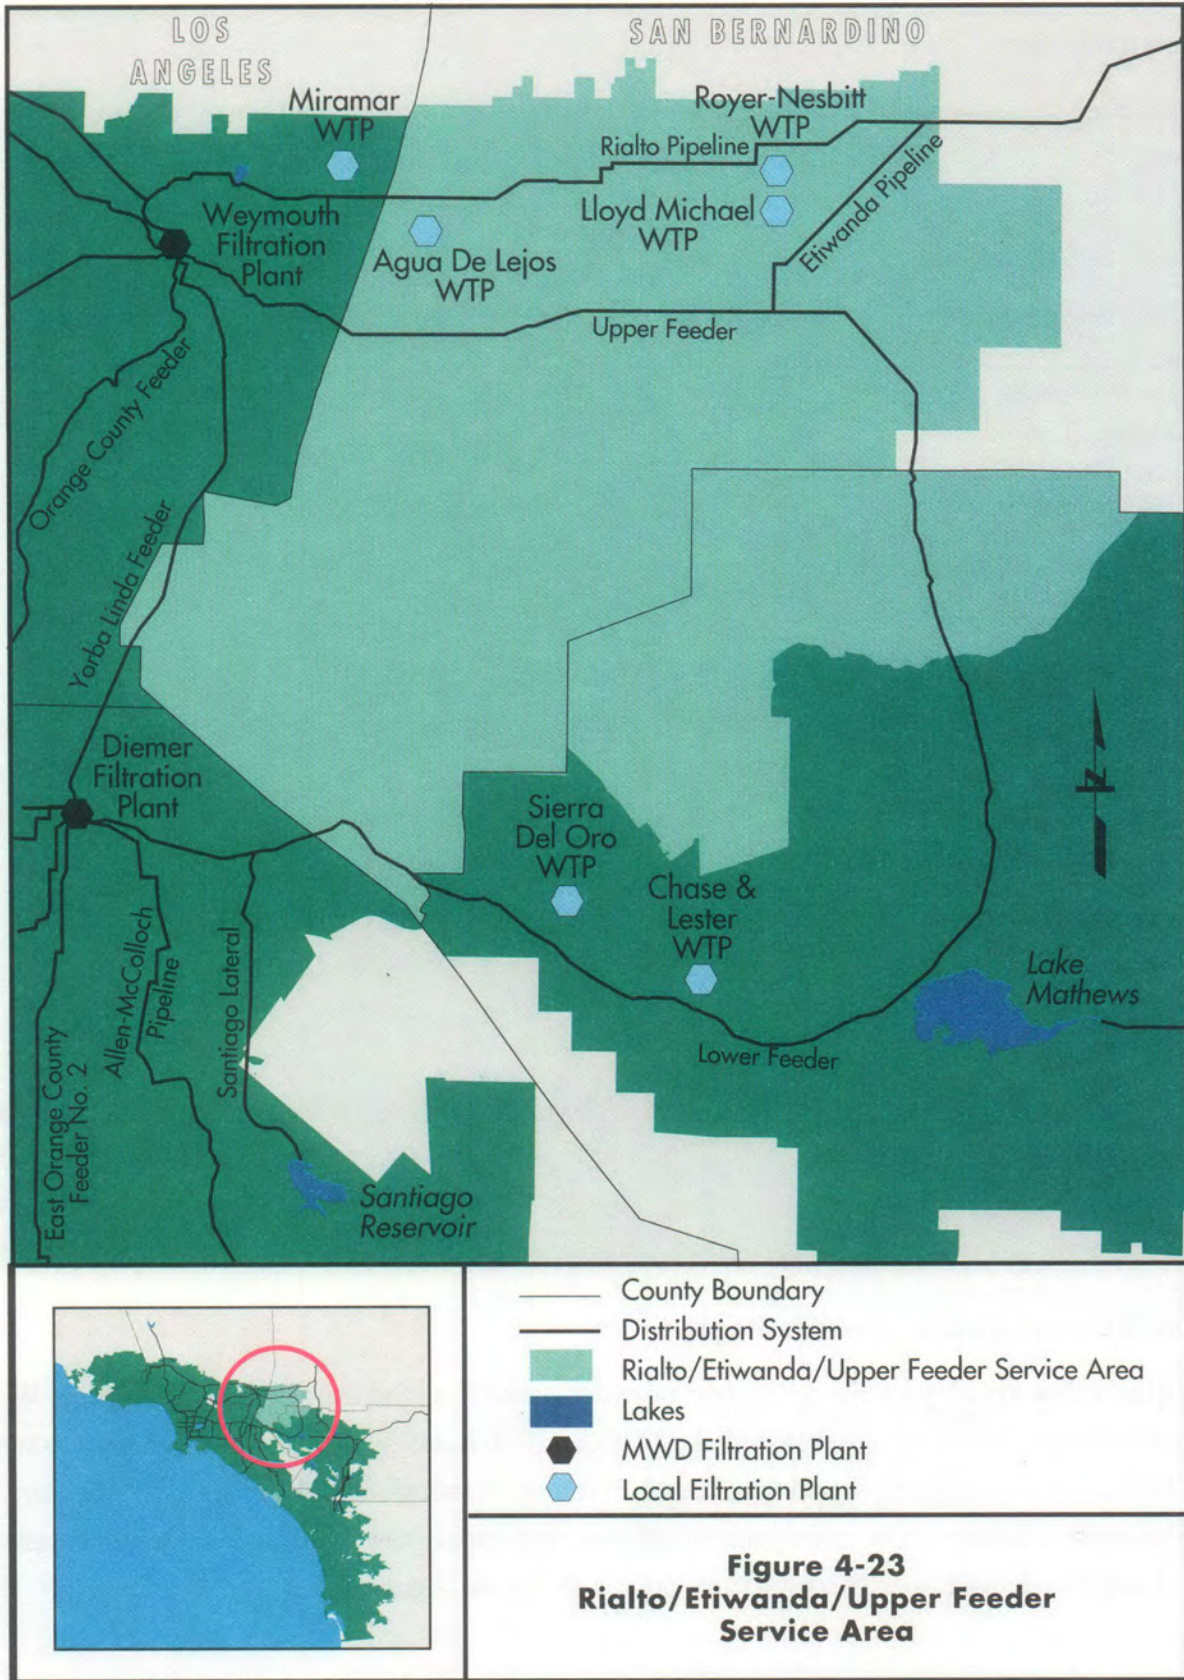 LOS
ANGELES
SAN BERNARDINO
Miramar
WTP
Royer-Nesbitt
WTP
Rialto Pipeline
Etiwanda Pipeline
Weymouth
Filtration
Plant
Lloyd Michael
WTP
Agua De Lejos
WTP
Upper Feeder
Orange County Feeder
Yorba Linda Feeder
Diemer
Filtration
Plant
Sierra
Del Oro
WTP
Chase &
Lester
WTP
Lake
Mathews
Lower Feeder
Allen-McColloch
Pipeline
Santiago Lateral
East Orange County
Feeder No. 2
Santiago
Reservoir
N
County Boundary
Distribution System
Rialto/Etiwanda/Upper Feeder Service Area
Lakes
MWD Filtration Plant
Local Filtration Plant
Figure 4-23
Rialto/Etiwanda/Upper Feeder
Service Area